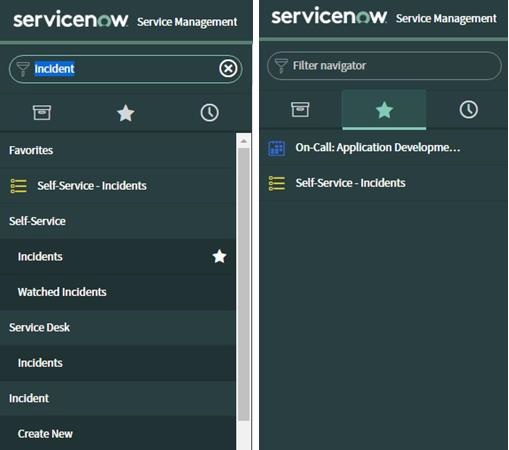 servicenow Service Management
Incident
Favorites
Self-Service - Incidents
Self-Service
Incidents
Watched Incidents
Service Desk
Incidents
Incident
Create New
servicenow Service Management
Filter navigator
On-Call: Application Developme...
Self-Service - Incidents